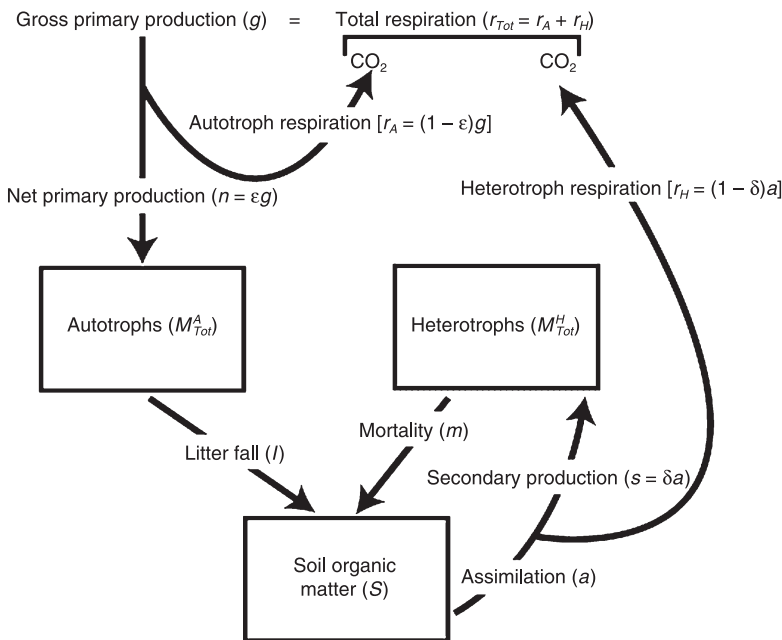 Gross primary production (g) = Total respiration (r_Tot = r_A + r_H)
CO₂ CO₂
Autotroph respiration [r_A = (1 – ε)g]
Net primary production (n = εg)
Heterotroph respiration [r_H = (1 – δ)a]
Autotrophs (M^A_Tot)
Heterotrophs (M^H_Tot)
Litter fall (l)
Mortality (m)
Secondary production (s = δa)
Soil organic
matter (S)
Assimilation (a)